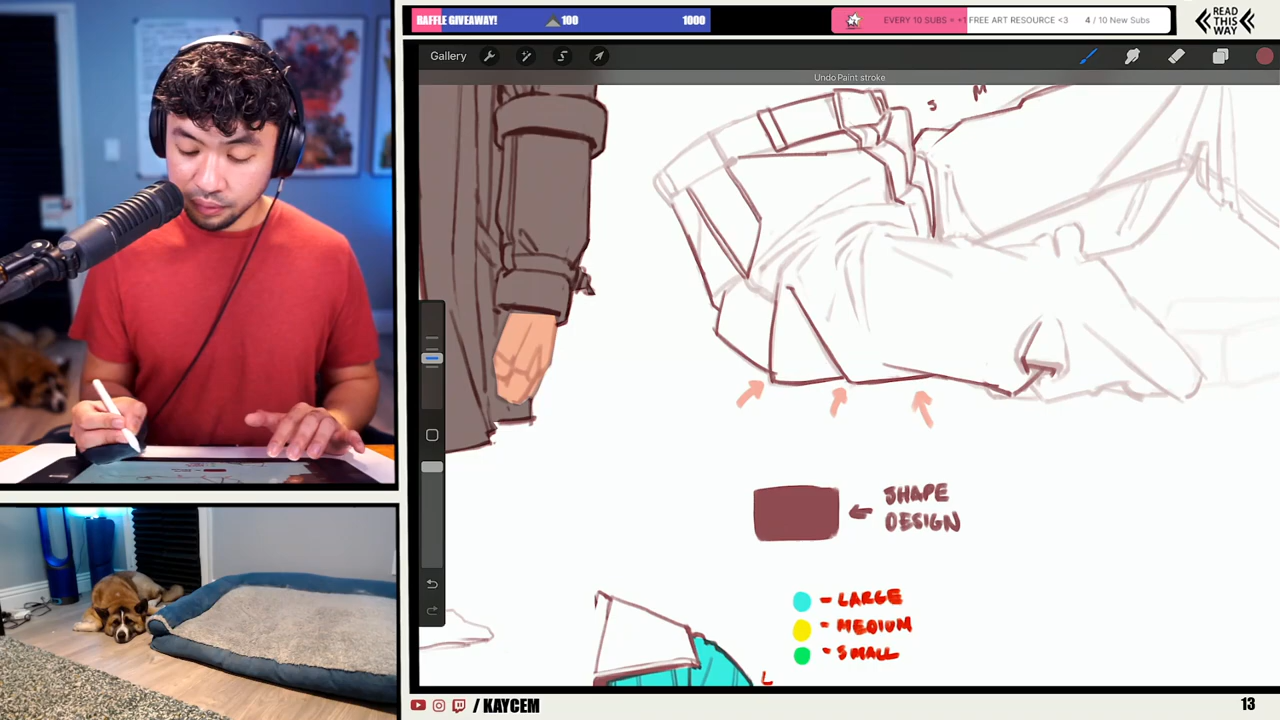 RAFFLE GIVEAWAY! 100 1000
EVERY 10 SUBS = +1 FREE ART RESOURCE <3 4 / 10 New Subs
READ
THIS
WAY
Gallery
Undo Paint stroke
S M
SHAPE
DESIGN
- LARGE
- MEDIUM
- SMALL
L
/ KAYCEM
13